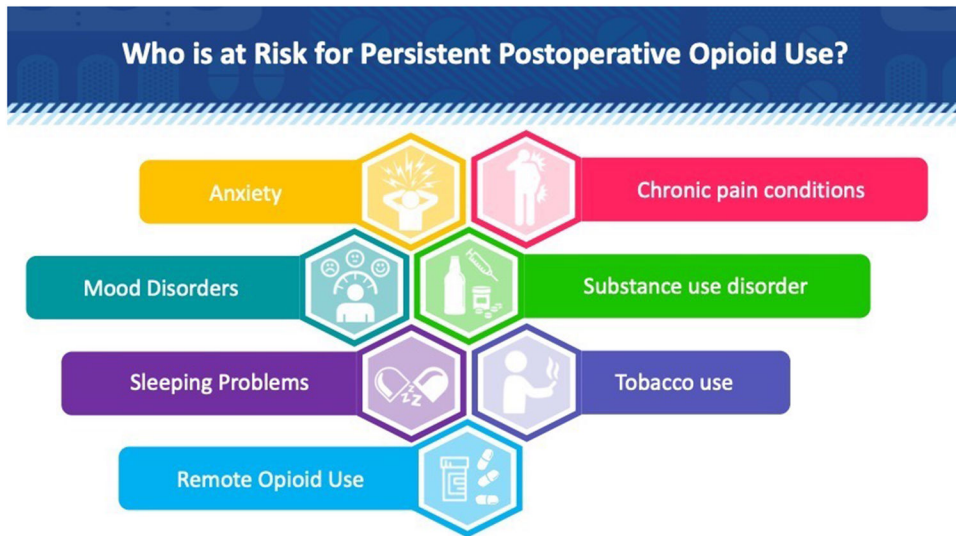 Who is at Risk for Persistent Postoperative Opioid Use?
Anxiety
Chronic pain conditions
Mood Disorders
Substance use disorder
Sleeping Problems
zzz
Tobacco use
Remote Opioid Use